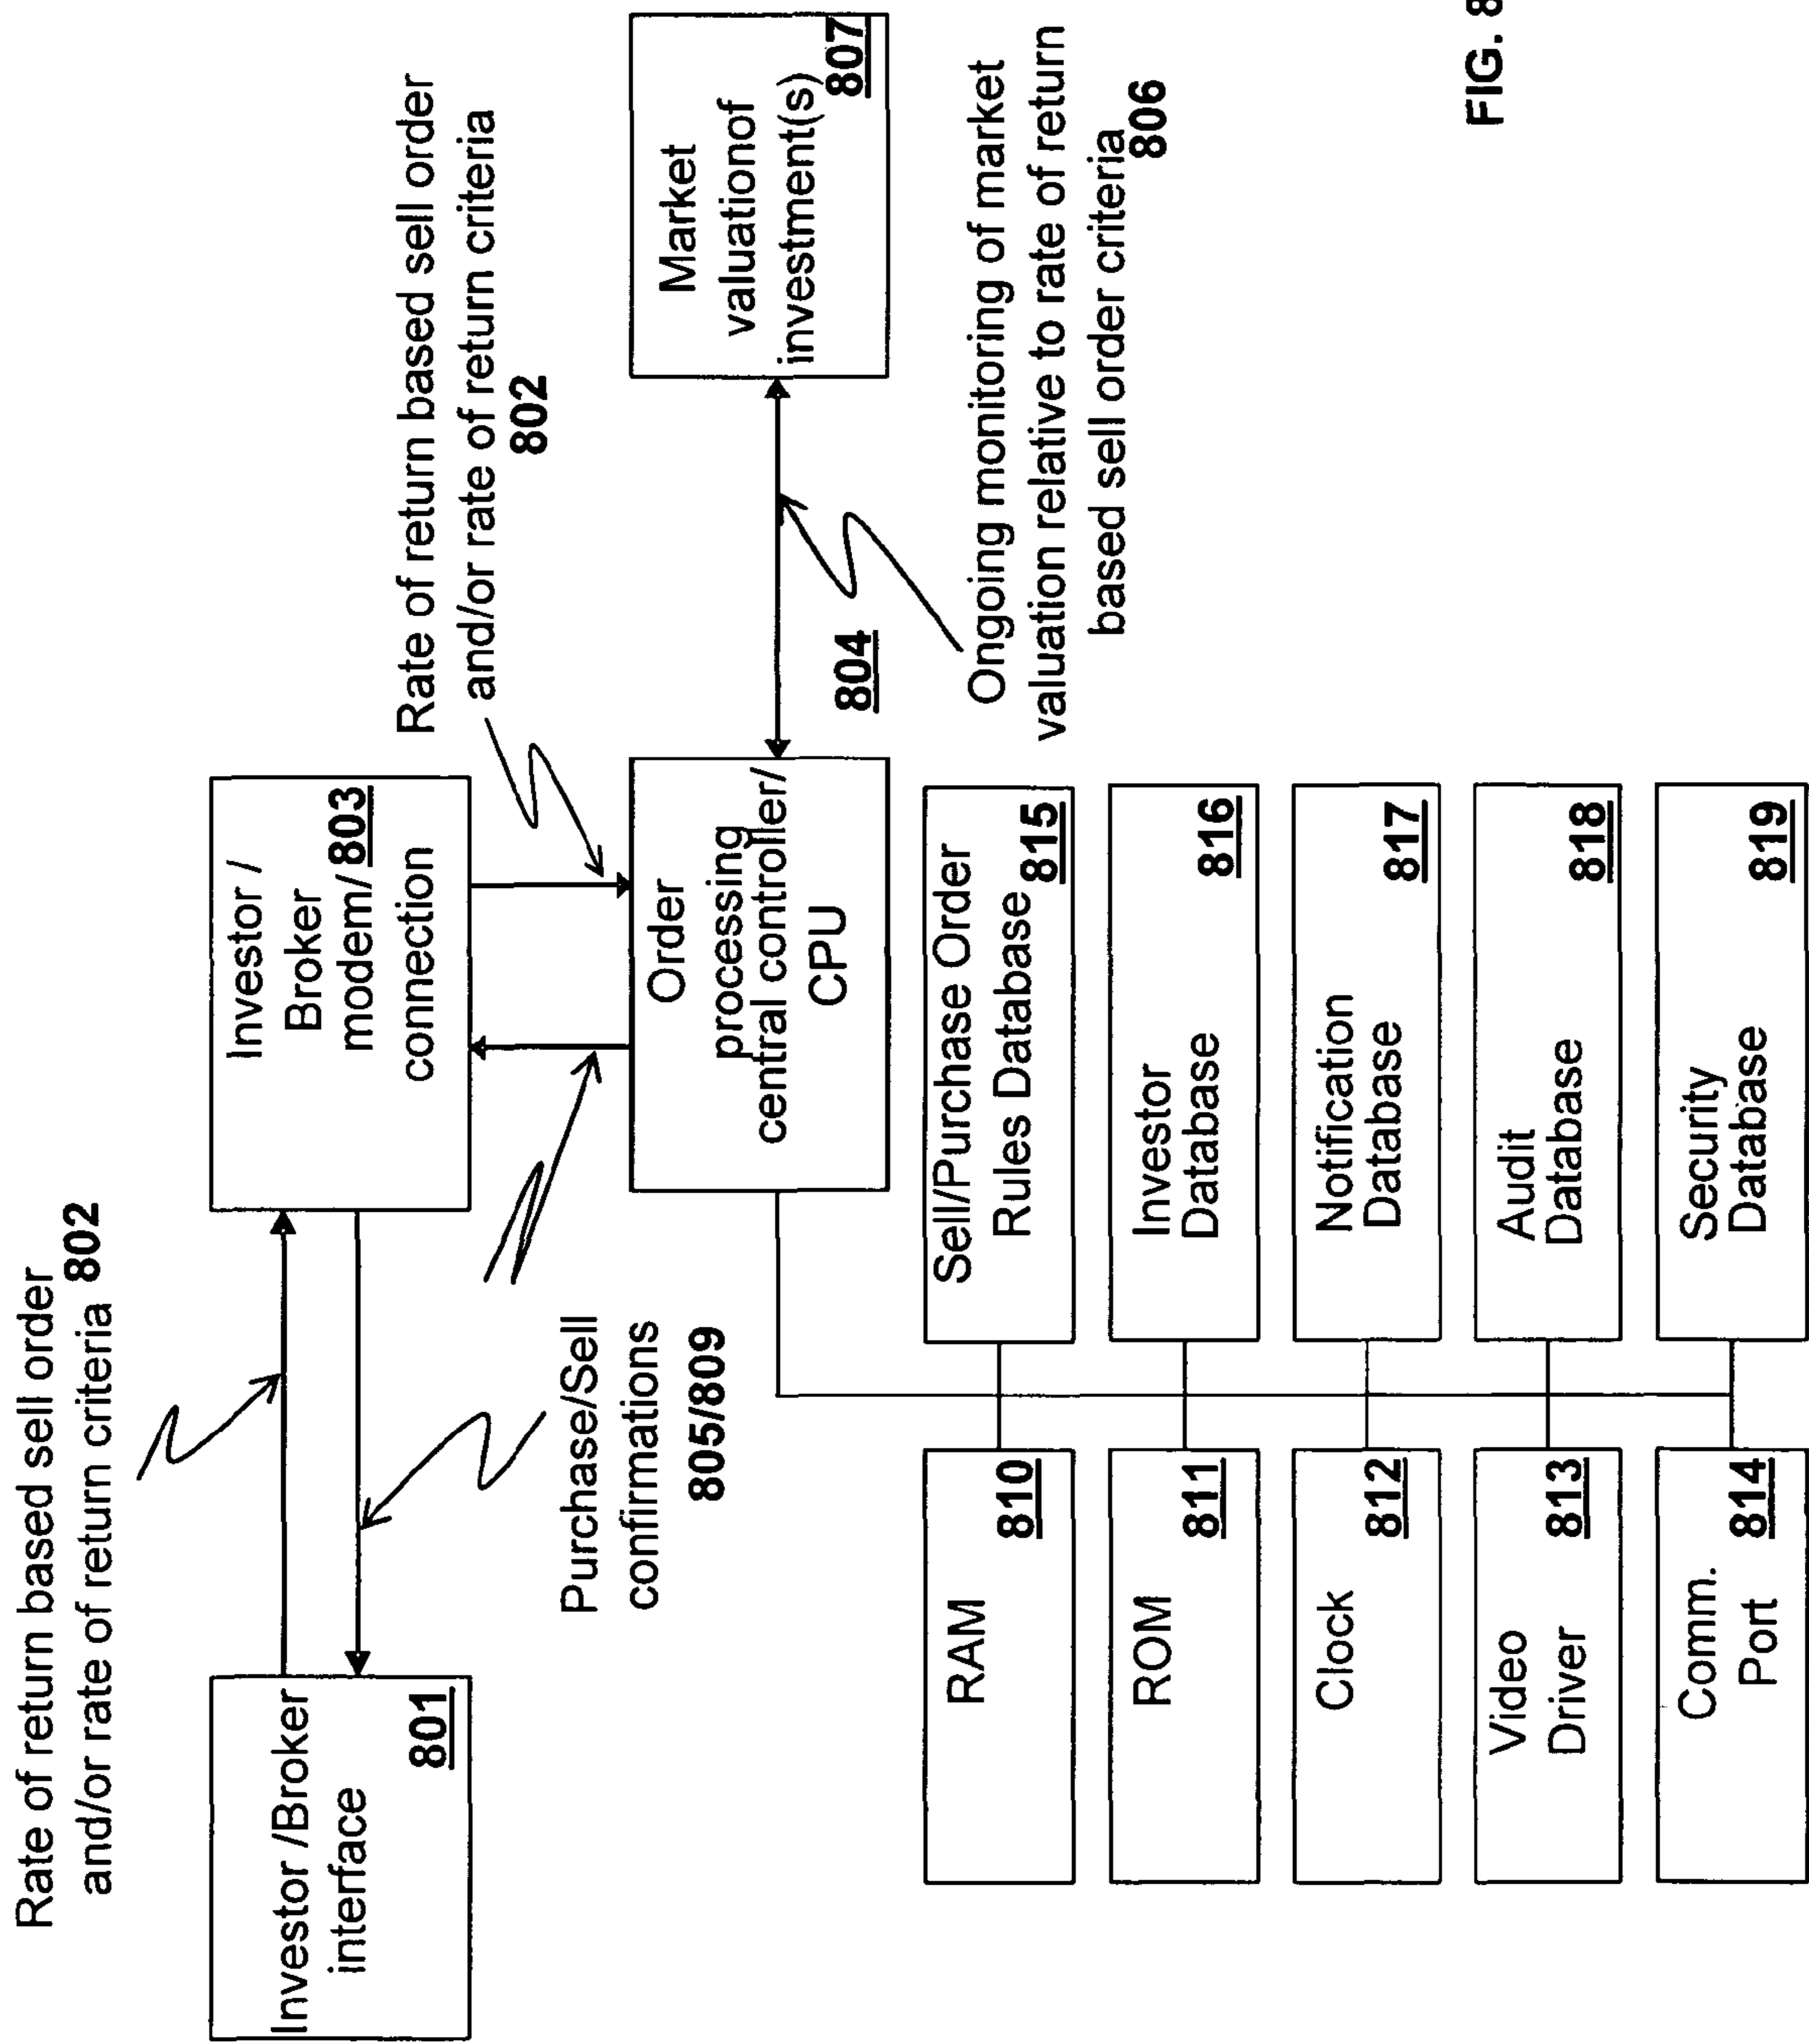 Rate of return based sell order
and/or rate of return criteria 802
Investor /Broker
interface
801
Investor /
Broker
modem/803
connection
Rate of return based sell order
and/or rate of return criteria
802
Purchase/Sell
confirmations
805/809
Order
processing
central controller/
CPU
804
Market
valuationof
investment(s)
807
Ongoing monitoring of market
valuation relative to rate of return
based sell order criteria
806
RAM
810
Sell/Purchase Order
Rules Database
815
ROM
811
Investor
Database
816
Clock
812
Notification
Database
817
Video
Driver
813
Audit
Database
818
Comm.
Port
814
Security
Database
819
FIG. 8